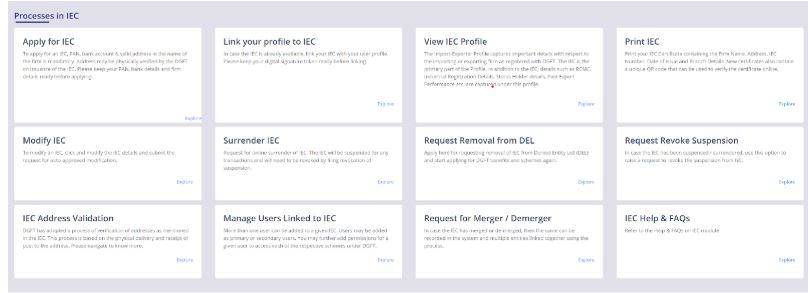 Processes in IEC
Apply for IEC
To apply for an IEC, PAN, bank account & valid address in the name of
the firm is mandatory. Address may be physically verified by the DGFT
on issuance of the IEC. Please keep your PAN, bank details and firm
details ready before applying.
Explore
Link your profile to IEC
In case the IEC is already available, link your IEC with your user profile.
Please keep your digital signature token ready before linking.
Explore
View IEC Profile
The Import-Exporter Profile captures important details with respect to
the importing or exporting firm as registered with DGFT. The IEC is the
primary part of the Profile. In addition to the IEC, details such as RCMC,
Industrial Registration Details, Status Holder details, Past Export
Performance etc. are captured under this profile.
Explore
Print IEC
Print your IEC Certificate containing the Firm Name, Address, IEC
Number, Date of Issue and Branch Details. New certificates also contain
a unique QR code that can be used to verify the certificate online.
Explore
Modify IEC
To modify an IEC, click and modify the IEC details and submit the
request for auto approved modification.
Explore
Surrender IEC
Request for online surrender of IEC. The IEC will be suspended for any
transactions and will need to be revoked by filing revocation of
suspension.
Explore
Request Removal from DEL
Apply here for requesting removal of IEC from Denied Entity List (DEL)
and start applying for DGFT benefits and schemes again.
Explore
Request Revoke Suspension
In case the IEC has been suspended / surrendered, use this option to
raise a request to revoke the suspension from IEC.
Explore
IEC Address Validation
DGFT has adopted a process of verification of addresses as mentioned
in the IEC. This process is based on the physical delivery and receipt of
post to the address. Please navigate to know more.
Explore
Manage Users Linked to IEC
More than one user can be added to a given IEC. Users may be added
as primary or secondary users. You may further add permissions for a
given user to access each of the respective schemes under DGFT.
Explore
Request for Merger / Demerger
In case the IEC has merged or de-merged, then the same can be
recorded in the system and multiple entities linked together using the
process.
Explore
IEC Help & FAQs
Refer to the Help & FAQs on IEC module
Explore